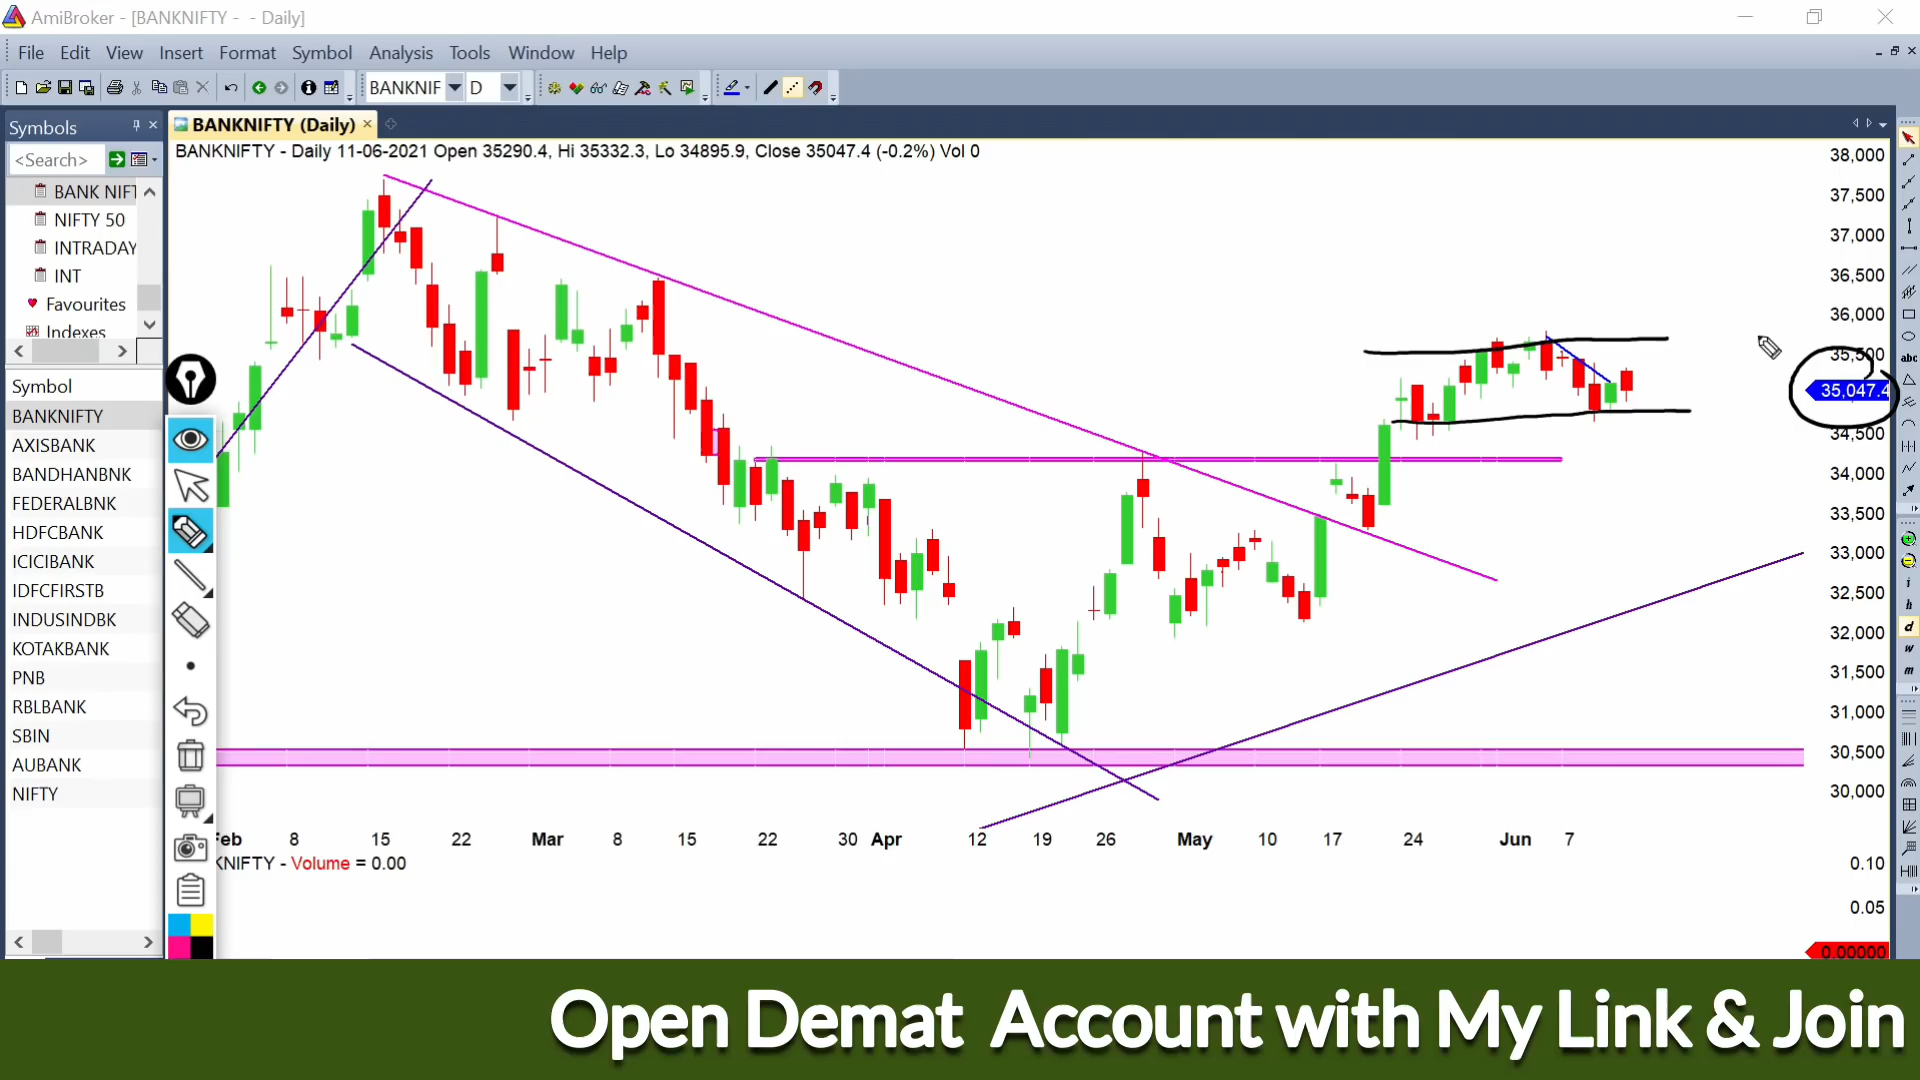 AmiBroker - [BANKNIFTY - - Daily]
File Edit View Insert Format Symbol Analysis Tools Window Help
BANKNIF D
Symbols
BANKNIFTY (Daily)
<Search>
BANKNIFTY - Daily 11-06-2021 Open 35290.4, Hi 35332.3, Lo 34895.9, Close 35047.4 (-0.2%) Vol 0
BANK NIFT
NIFTY 50
INTRADAY
INT
Favourites
Indexes
Symbol
BANKNIFTY
AXISBANK
BANDHANBNK
FEDERALBNK
HDFCBANK
ICICIBANK
IDFCFIRSTB
INDUSINDBK
KOTAKBANK
PNB
RBLBANK
SBIN
AUBANK
NIFTY
38,000
37,500
37,000
36,500
36,000
35,500
35,047.4
34,500
34,000
33,500
33,000
32,500
32,000
31,500
31,000
30,500
30,000
Feb 8 15 22 Mar 8 15 22 30 Apr 12 19 26 May 10 17 24 Jun 7
KNIFTY - Volume = 0.00
0.10
0.05
0.00000
abc
i
h
d
w
m
Open Demat Account with My Link & Join